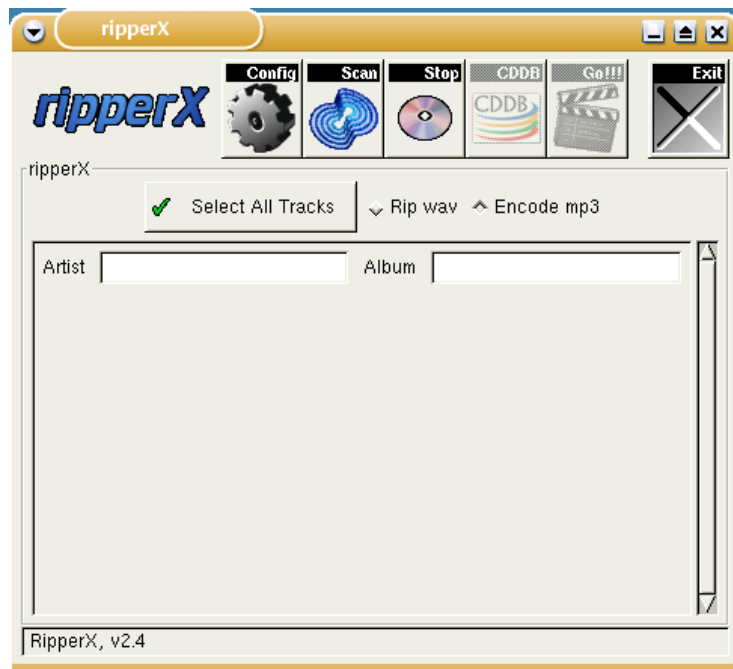 ripperX
ripperX Config Scan Stop CDDB Go!!! Exit
CDDB
ripperX
Select All Tracks Rip wav Encode mp3
Artist Album
RipperX, v2.4